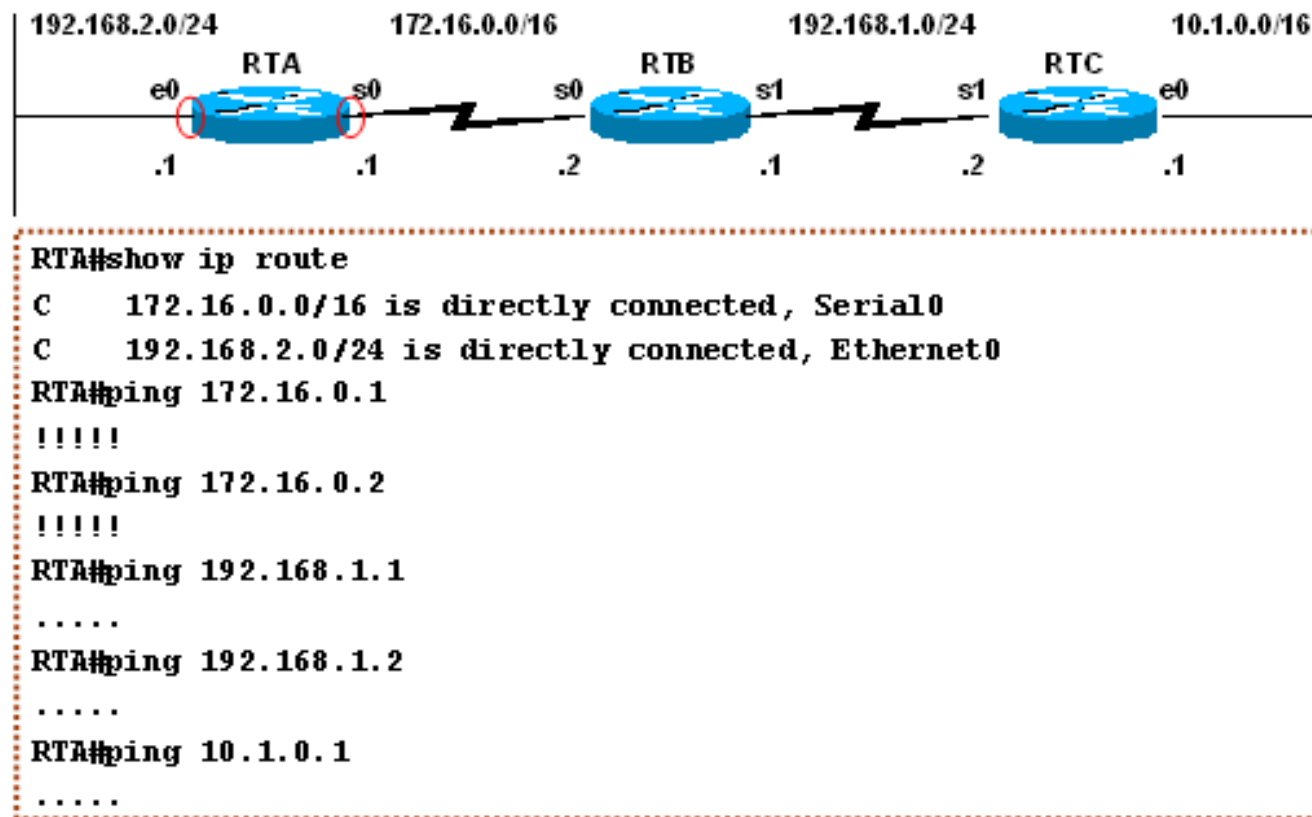 192.168.2.0/24 172.16.0.0/16 192.168.1.0/24 10.1.0.0/16
RTA RTB RTC
e0 s0 s0 s1 s1 e0
.1 .1 .2 .1 .2 .1
RTA#show ip route
C 172.16.0.0/16 is directly connected, Serial0
C 192.168.2.0/24 is directly connected, Ethernet0
RTA#ping 172.16.0.1
!!!!!
RTA#ping 172.16.0.2
!!!!!
RTA#ping 192.168.1.1
.....
RTA#ping 192.168.1.2
.....
RTA#ping 10.1.0.1
.....